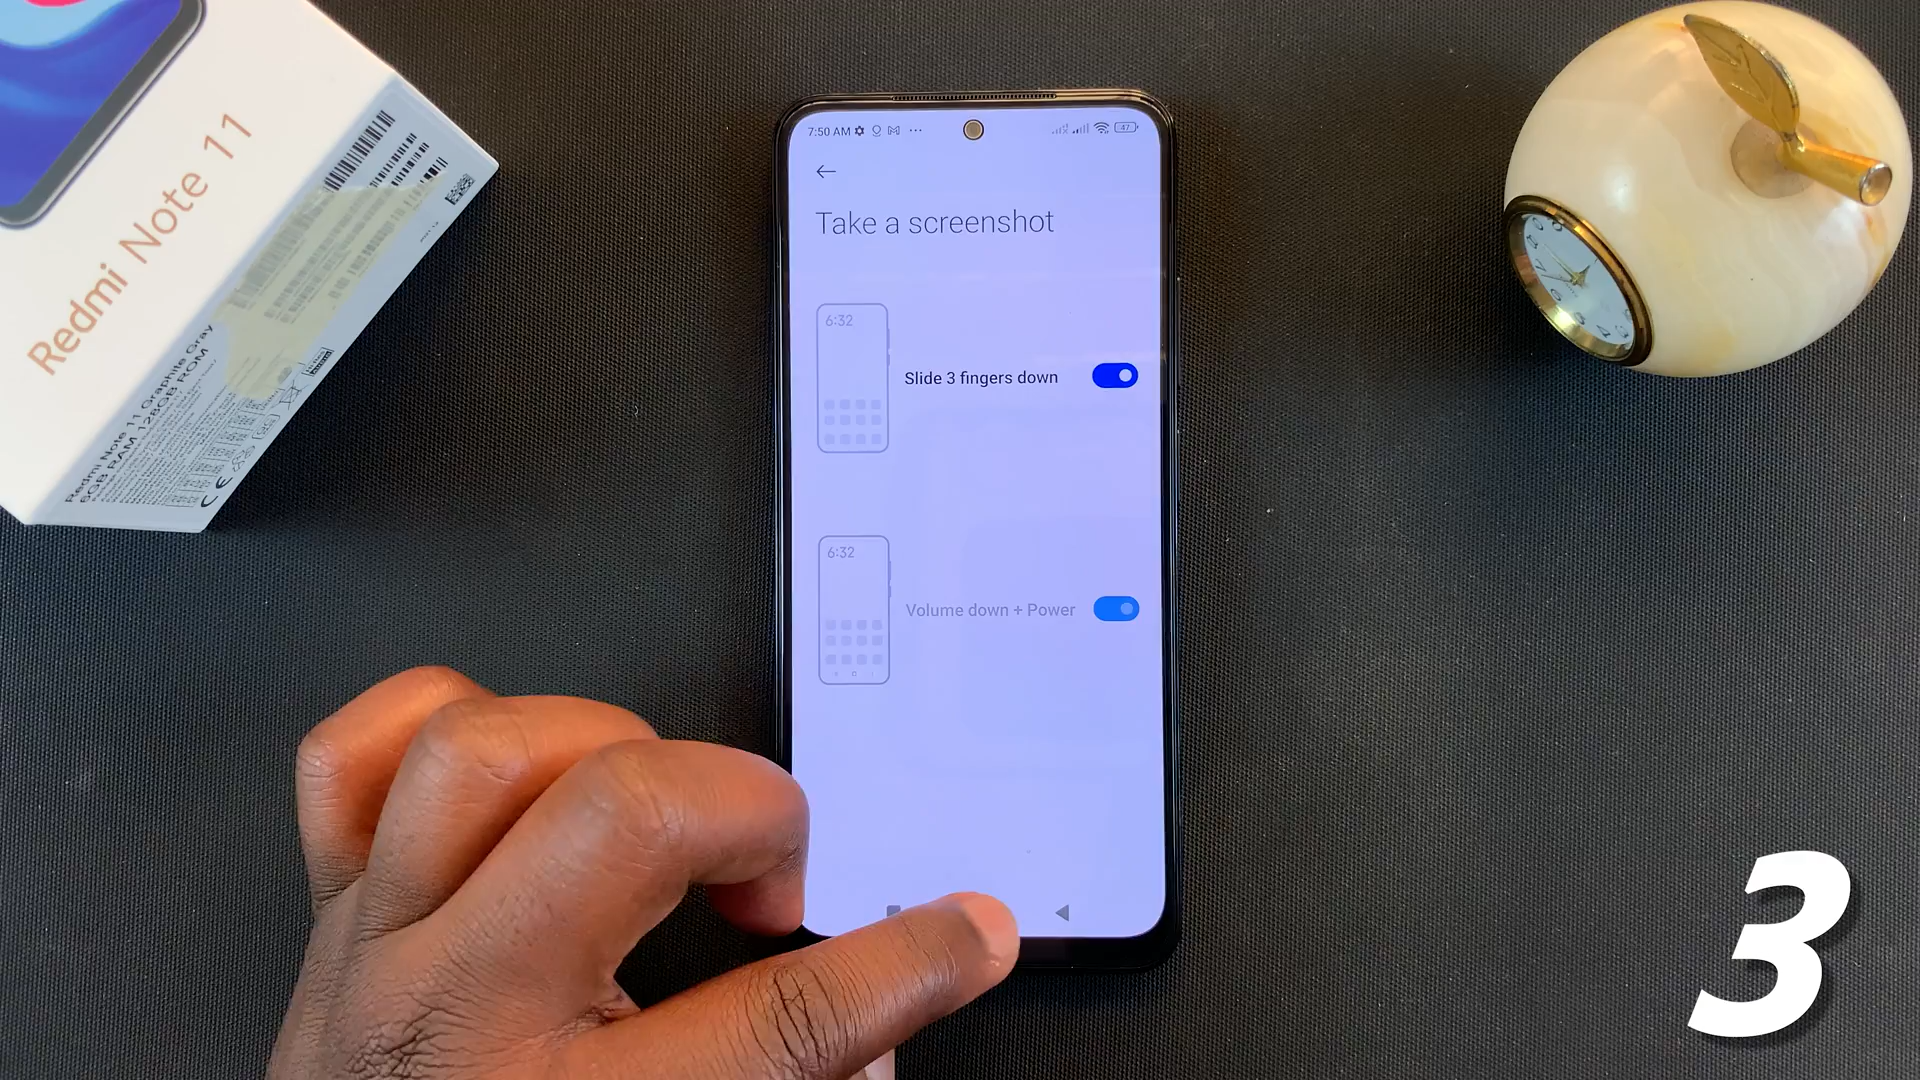 Redmi Note 11
Redmi Note 11 Graphite Gray
6GB RAM 128GB ROM
7:50 AM
47
Take a screenshot
6:32
Slide 3 fingers down
6:32
Volume down + Power
3